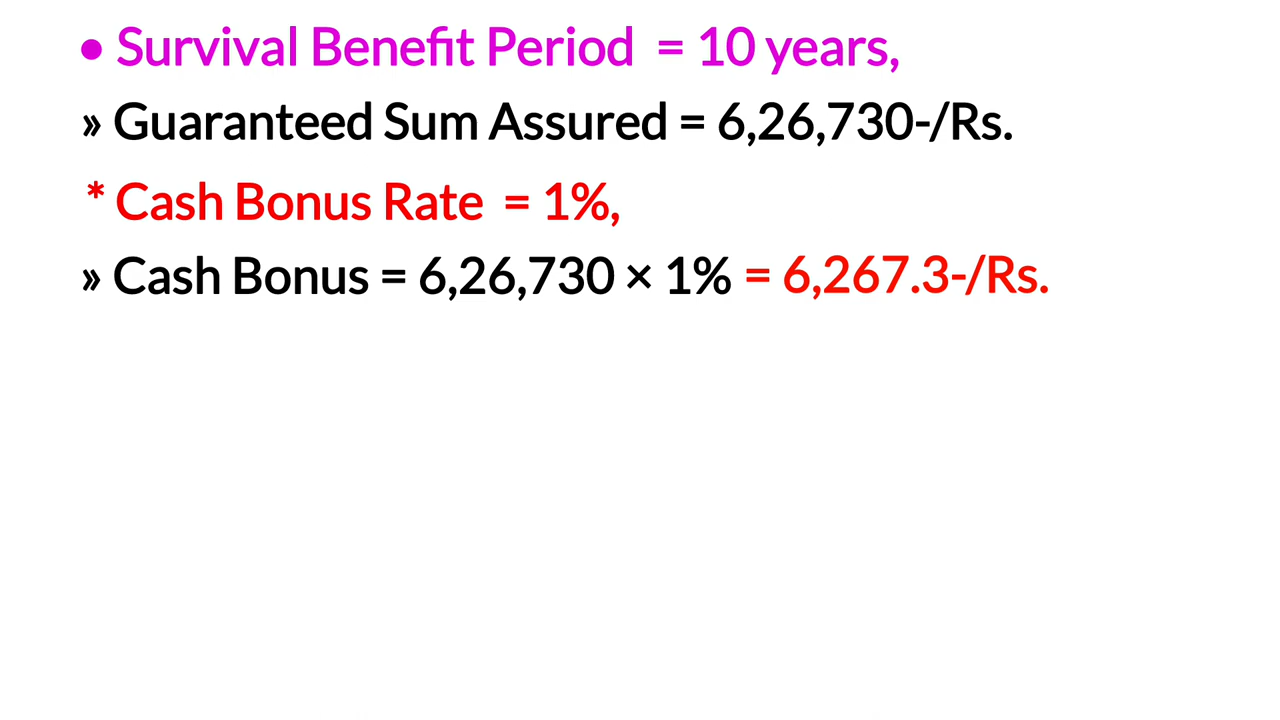 • Survival Benefit Period = 10 years,
» Guaranteed Sum Assured = 6,26,730-/Rs.
* Cash Bonus Rate = 1%,
» Cash Bonus = 6,26,730 × 1% = 6,267.3-/Rs.